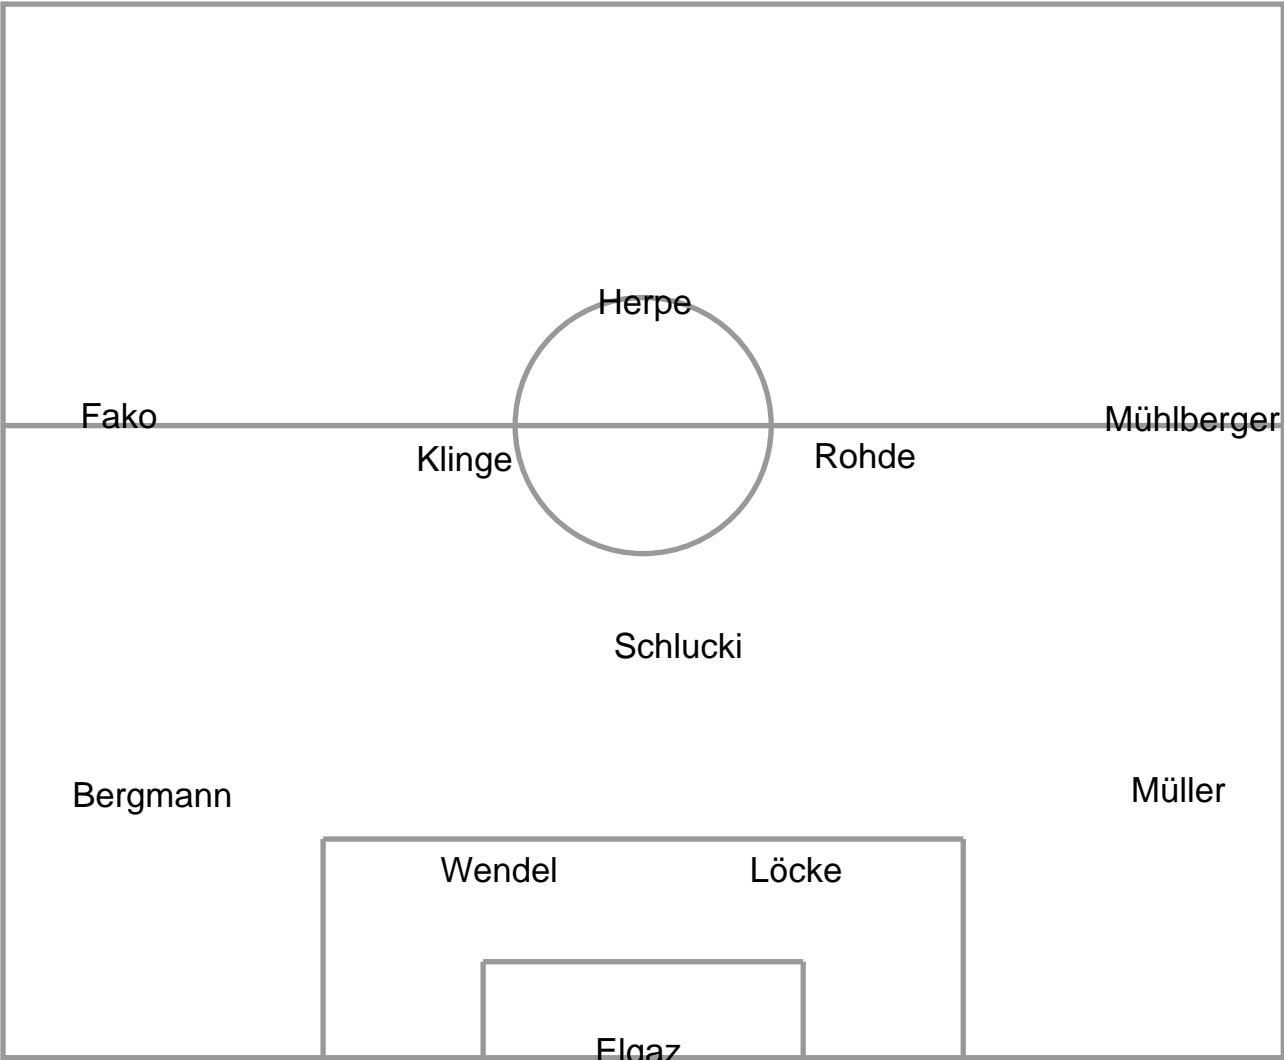 Herpe
Fako
Mühlberger
Klinge
Rohde
Schlucki
Bergmann
Müller
Wendel
Löcke
Elgaz